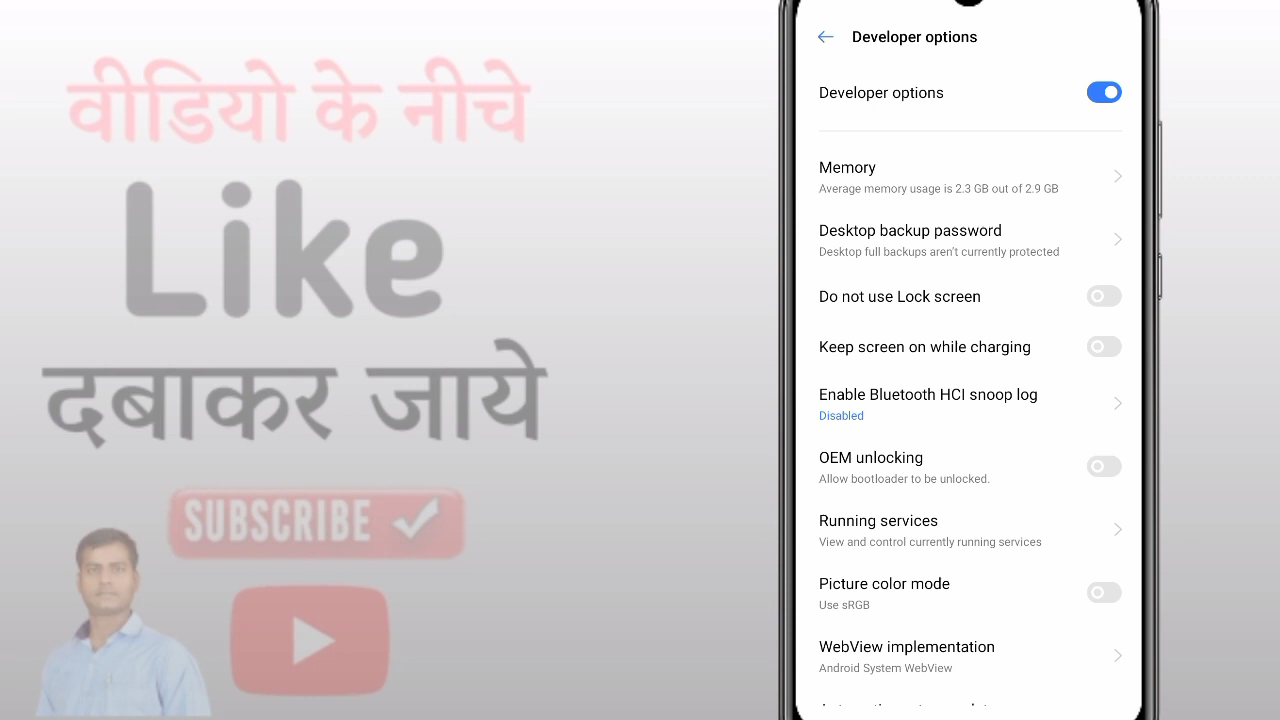 वीडियो के नीचे
Like
दबाकर जाये
SUBSCRIBE
Developer options
Developer options
Memory
Average memory usage is 2.3 GB out of 2.9 GB
Desktop backup password
Desktop full backups aren't currently protected
Do not use Lock screen
Keep screen on while charging
Enable Bluetooth HCI snoop log
Disabled
OEM unlocking
Allow bootloader to be unlocked.
Running services
View and control currently running services
Picture color mode
Use sRGB
WebView implementation
Android System WebView